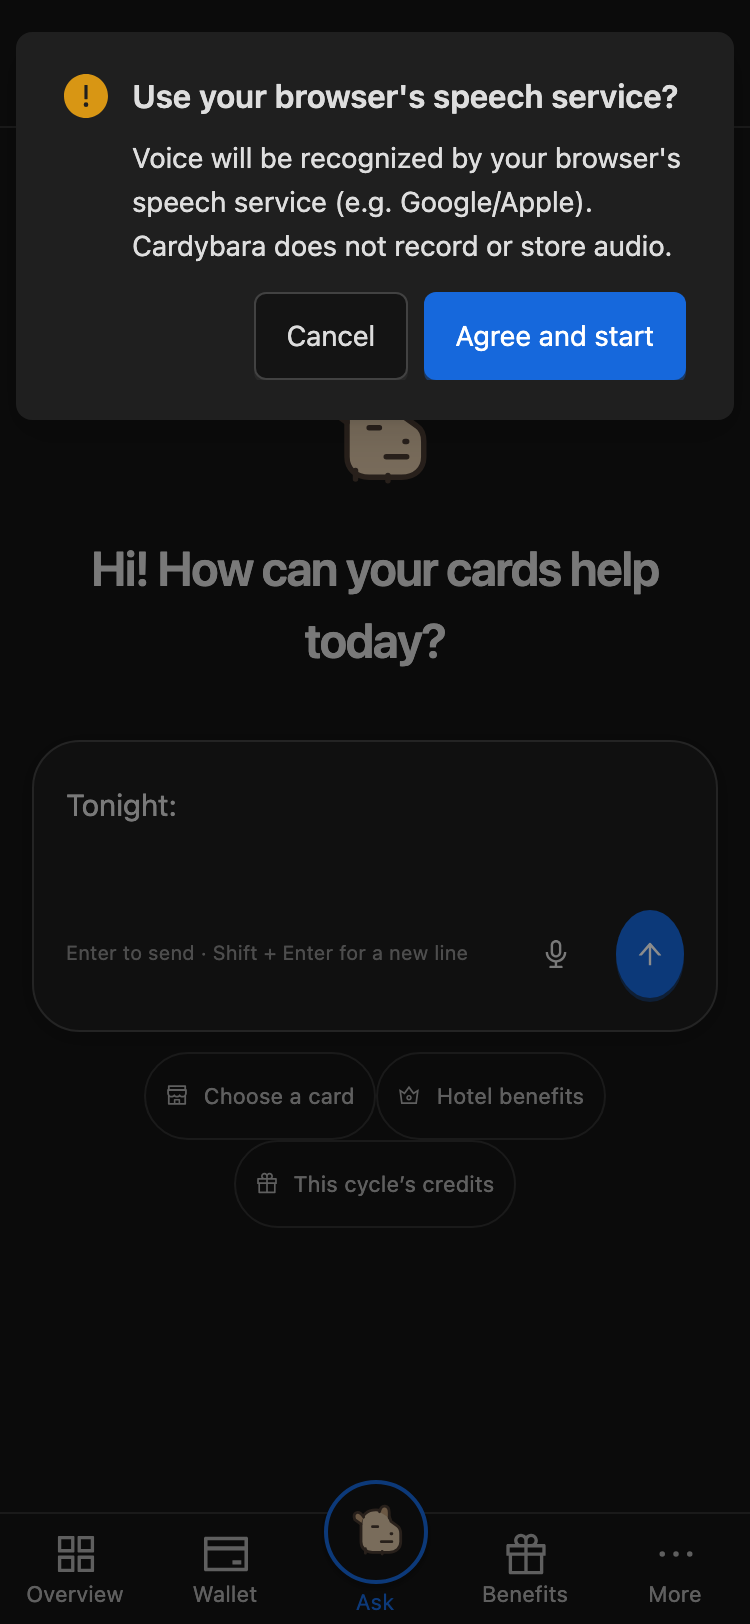 Use your browser's speech service?
Voice will be recognized by your browser's
speech service (e.g. Google/Apple).
Cardybara does not record or store audio.
Cancel
Agree and start
Hi! How can your cards help
today?
Tonight:
Enter to send · Shift + Enter for a new line
Choose a card
Hotel benefits
This cycle’s credits
Overview
Wallet
Ask
Benefits
More